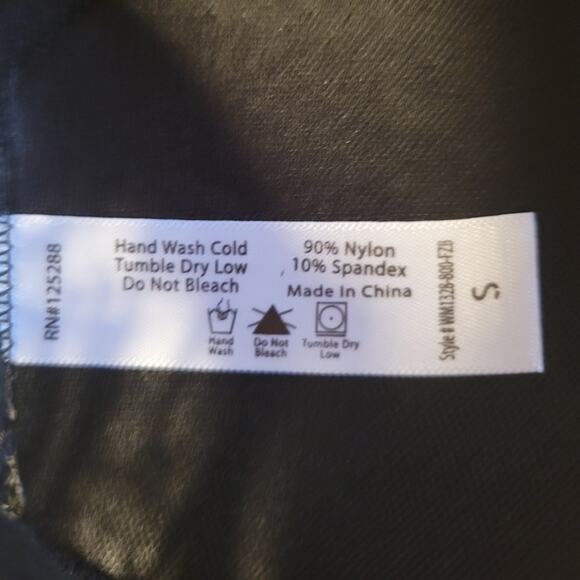 RN#125288
Hand Wash Cold
Tumble Dry Low
Do Not Bleach
Hand
Wash
Do Not
Bleach
Tumble Dry
Low
90% Nylon
10% Spandex
Made In China
Style # WM1328-800-FZB
S